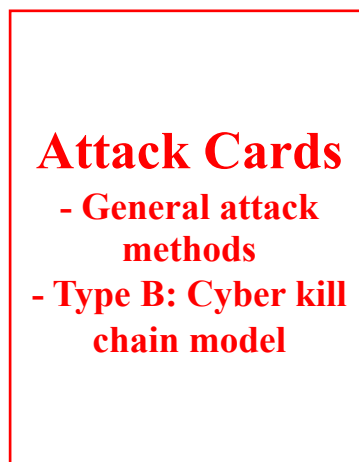 Attack Cards
- General attack
methods
- Type B: Cyber kill
chain model